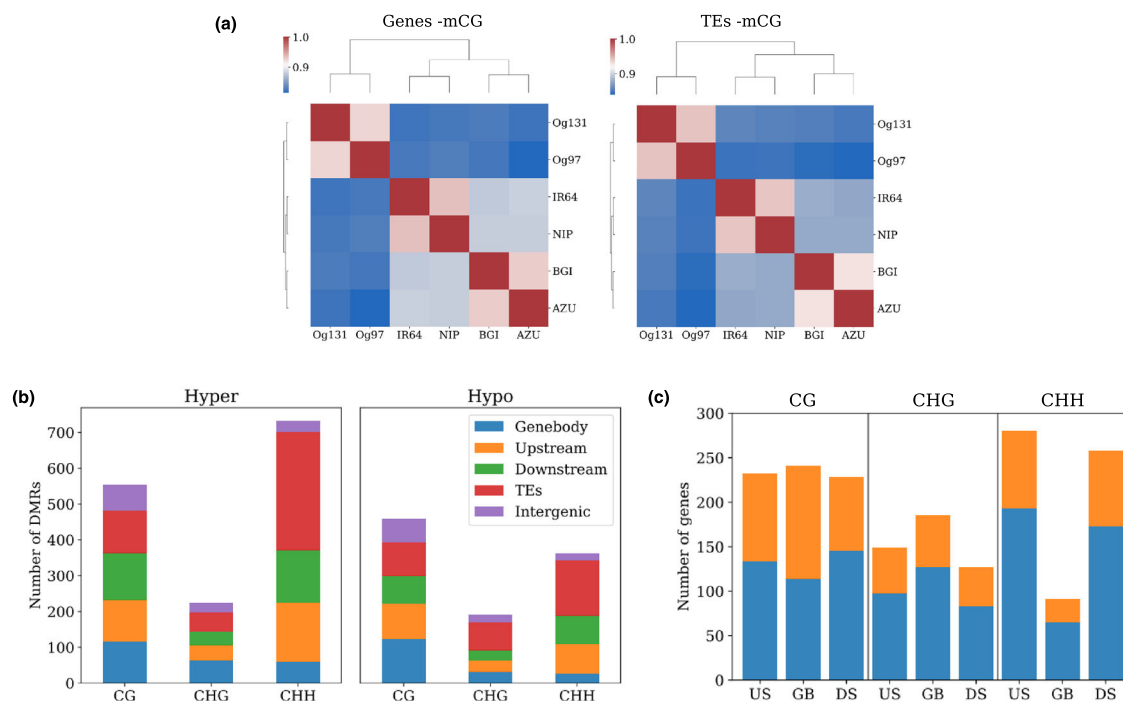 (a)
Genes -mCG
TEs -mCG
1.0
0.9
1.0
0.9
Og131
Og97
IR64
NIP
BGI
AZU
Og131
Og97
IR64
NIP
BGI
AZU
Og131 Og97 IR64 NIP BGI AZU
Og131 Og97 IR64 NIP BGI AZU
(b)
Hyper
Hypo
Number of DMRs
700
600
500
400
300
200
100
0
CG CHG CHH
CG CHG CHH
Genebody
Upstream
Downstream
TEs
Intergenic
(c)
CG CHG CHH
Number of genes
300
250
200
150
100
50
0
US GB DS US GB DS US GB DS